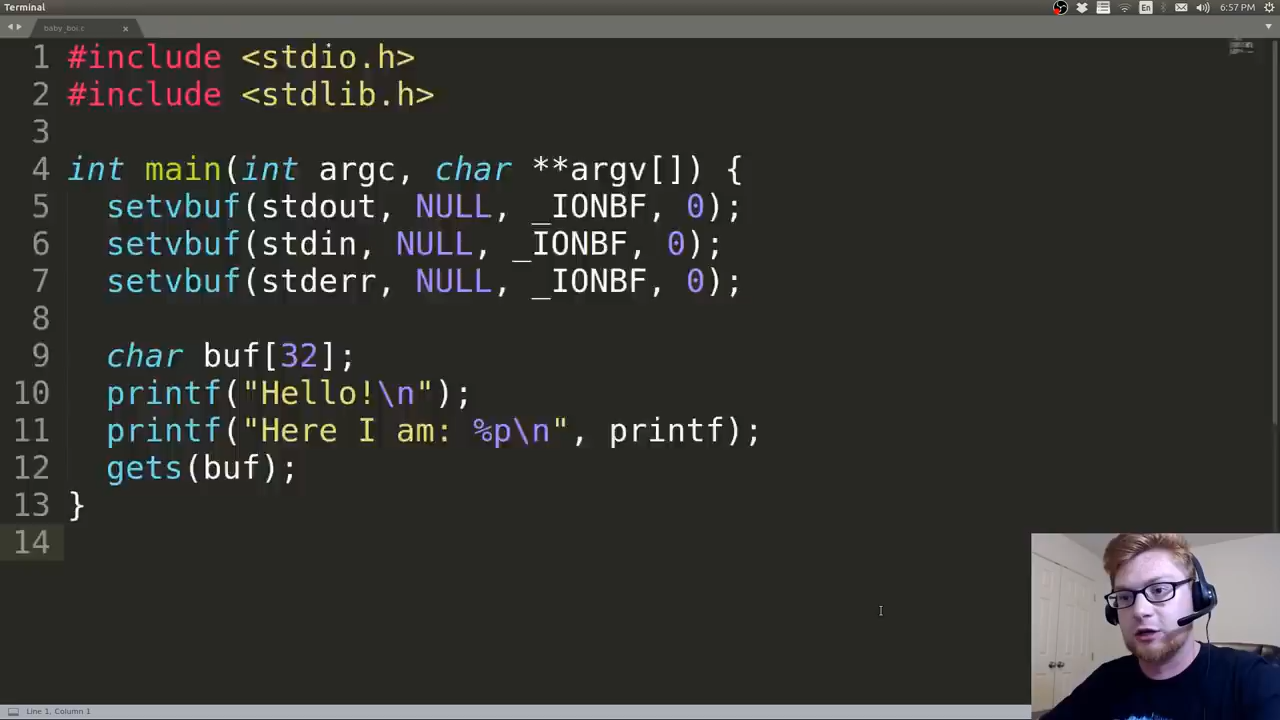 Terminal
En
6:57 PM
baby_boi.c
1 #include <stdio.h>
2 #include <stdlib.h>
3
4 int main(int argc, char **argv[]) {
5 setvbuf(stdout, NULL, _IONBF, 0);
6 setvbuf(stdin, NULL, _IONBF, 0);
7 setvbuf(stderr, NULL, _IONBF, 0);
8
9 char buf[32];
10 printf("Hello!\n");
11 printf("Here I am: %p\n", printf);
12 gets(buf);
13 }
14
Line 1, Column 1